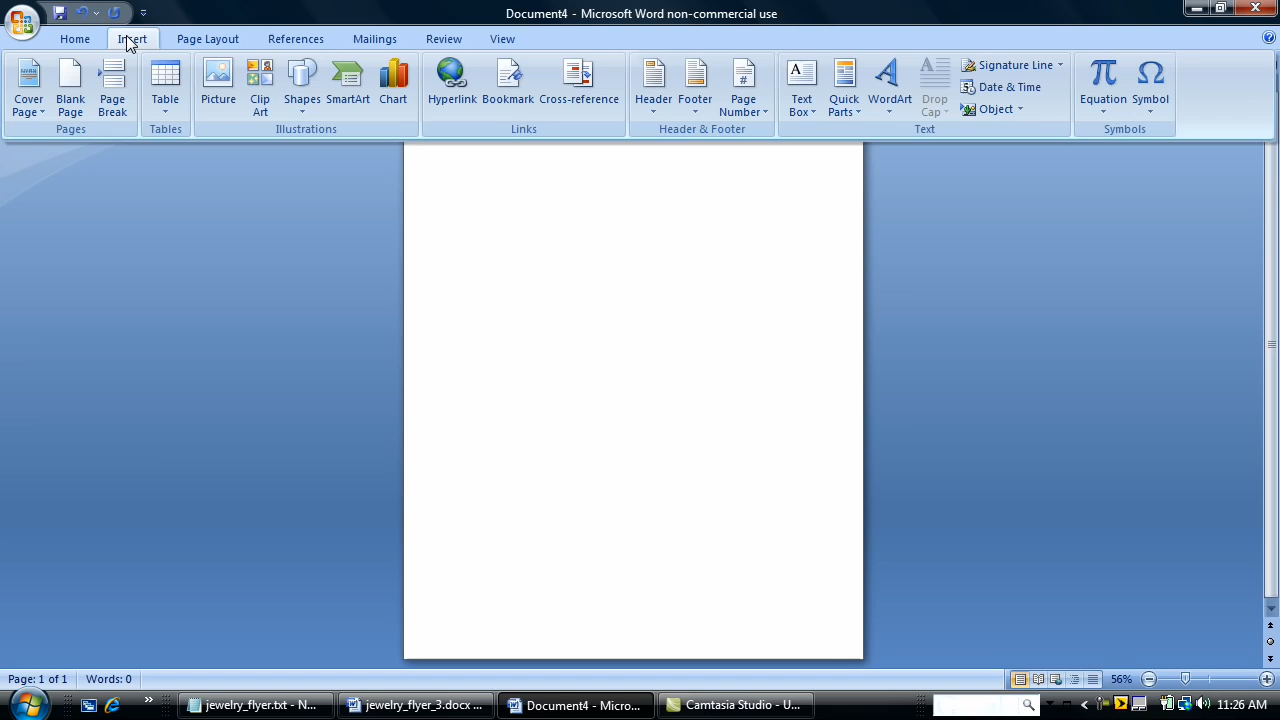 Document4 - Microsoft Word non-commercial use
Home Insert Page Layout References Mailings Review View
Cover Page Blank Page Page Break
Table
Picture Clip Art Shapes SmartArt Chart
Hyperlink Bookmark Cross-reference
Header Footer Page Number
Text Box Quick Parts WordArt Drop Cap
Signature Line
Date & Time
Object
Equation Symbol
Pages Tables Illustrations Links Header & Footer Text Symbols
Page: 1 of 1 Words: 0 56%
jewelry_flyer.txt - N... jewelry_flyer_3.docx ... Document4 - Micro... Camtasia Studio - U... 11:26 AM